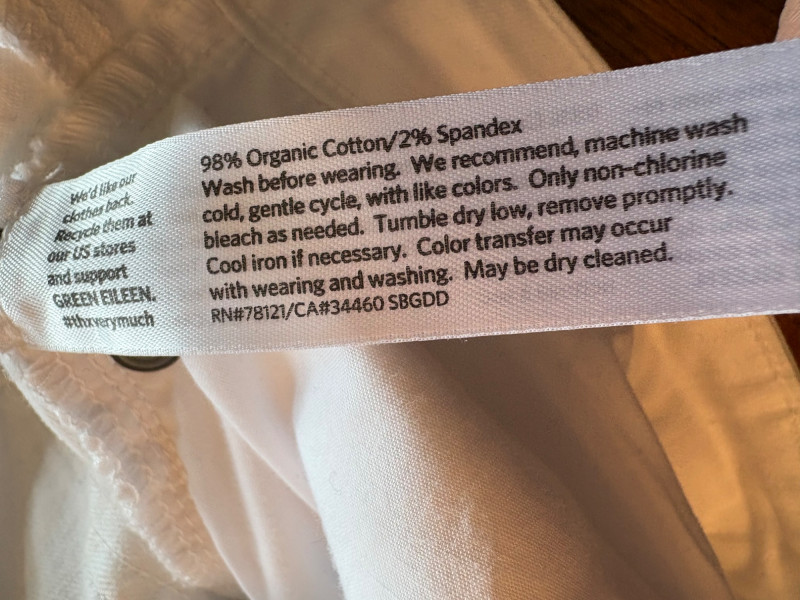 We'd like our
clothes back.
Recycle them at
our US stores
and support
GREEN EILEEN.
#thxverymuch
98% Organic Cotton/2% Spandex
Wash before wearing. We recommend, machine wash
cold, gentle cycle, with like colors. Only non-chlorine
bleach as needed. Tumble dry low, remove promptly.
Cool iron if necessary. Color transfer may occur
with wearing and washing. May be dry cleaned.
RN#78121/CA#34460 SBGDD